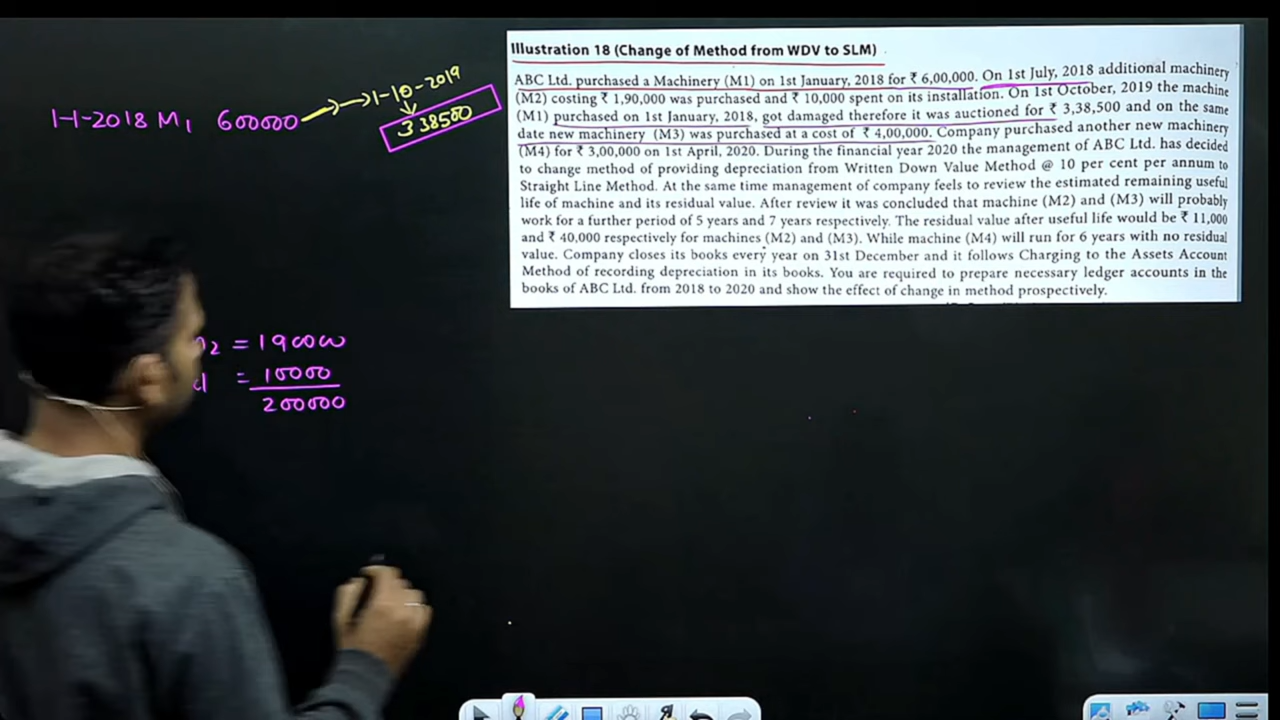 Illustration 18 (Change of Method from WDV to SLM)
ABC Ltd. purchased a Machinery (M1) on 1st January, 2018 for ₹ 6,00,000. On 1st July, 2018 additional machinery
(M2) costing ₹ 1,90,000 was purchased and ₹ 10,000 spent on its installation. On 1st October, 2019 the machine
(M1) purchased on 1st January, 2018, got damaged therefore it was auctioned for ₹ 3,38,500 and on the same
date new machinery (M3) was purchased at a cost of ₹ 4,00,000. Company purchased another new machinery
(M4) for ₹ 3,00,000 on 1st April, 2020. During the financial year 2020 the management of ABC Ltd. has decided
to change method of providing depreciation from Written Down Value Method @ 10 per cent per annum to
Straight Line Method. At the same time management of company feels to review the estimated remaining useful
life of machine and its residual value. After review it was concluded that machine (M2) and (M3) will probably
work for a further period of 5 years and 7 years respectively. The residual value after useful life would be ₹ 11,000
and ₹ 40,000 respectively for machines (M2) and (M3). While machine (M4) will run for 6 years with no residual
value. Company closes its books every year on 31st December and it follows Charging to the Assets Account
Method of recording depreciation in its books. You are required to prepare necessary ledger accounts in the
books of ABC Ltd. from 2018 to 2020 and show the effect of change in method prospectively.
1-1-2018 M1 600000 → → 1-10-2019
338500
2 = 190000
= 10000
200000